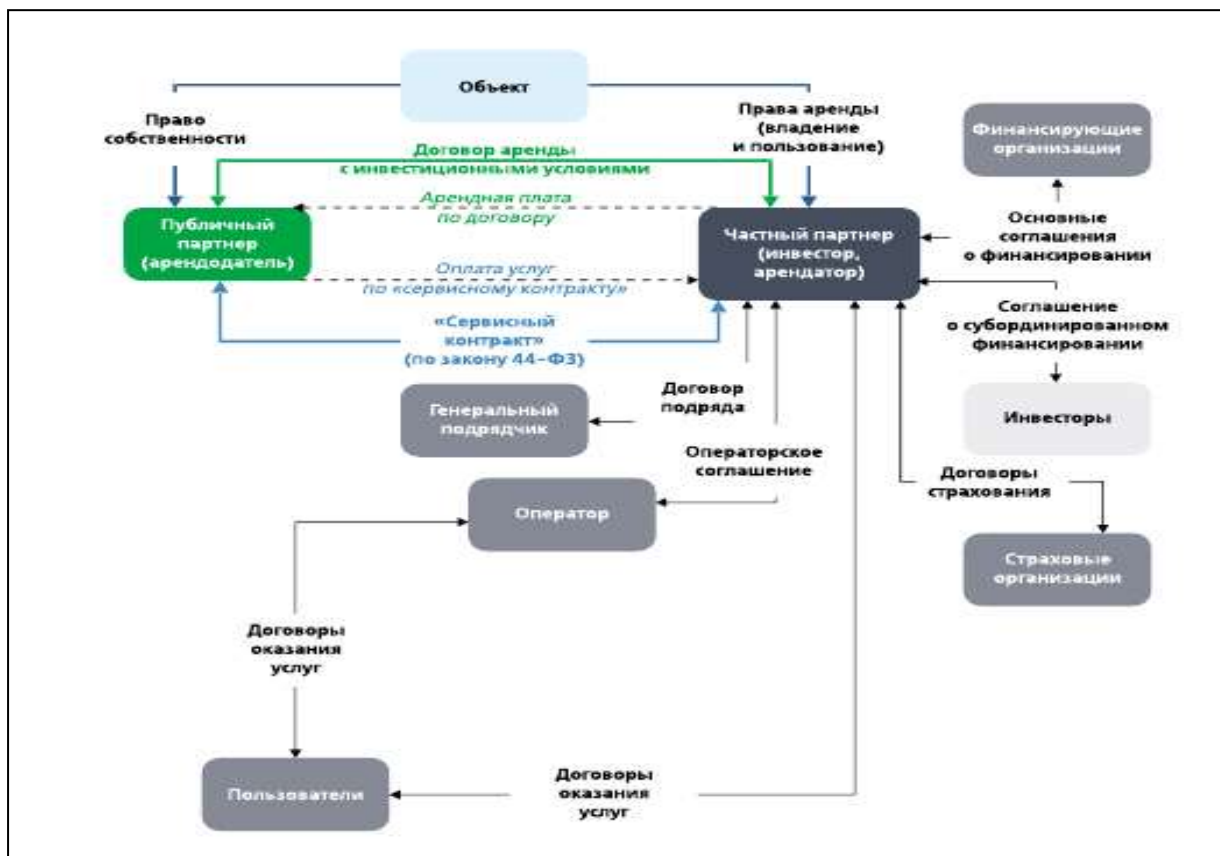 Объект
Право
собственности
Права аренды
(владение
и пользование)
Финансирующие
организации
Договор аренды
с инвестиционными условиями
Арендная плата
по договору
Публичный
партнер
(арендодатель)
Частный партнер
(инвестор,
арендатор)
Основные
соглашения
о финансировании
Оплата услуг
по «сервисному контракту»
«Сервисный
контракт»
(по закону 44–ФЗ)
Соглашение
о субординированном
финансировании
Договор
подряда
Генеральный
подрядчик
Инвесторы
Операторское
соглашение
Договоры
страхования
Оператор
Страховые
организации
Договоры
оказания
услуг
Пользователи
Договоры
оказания
услуг